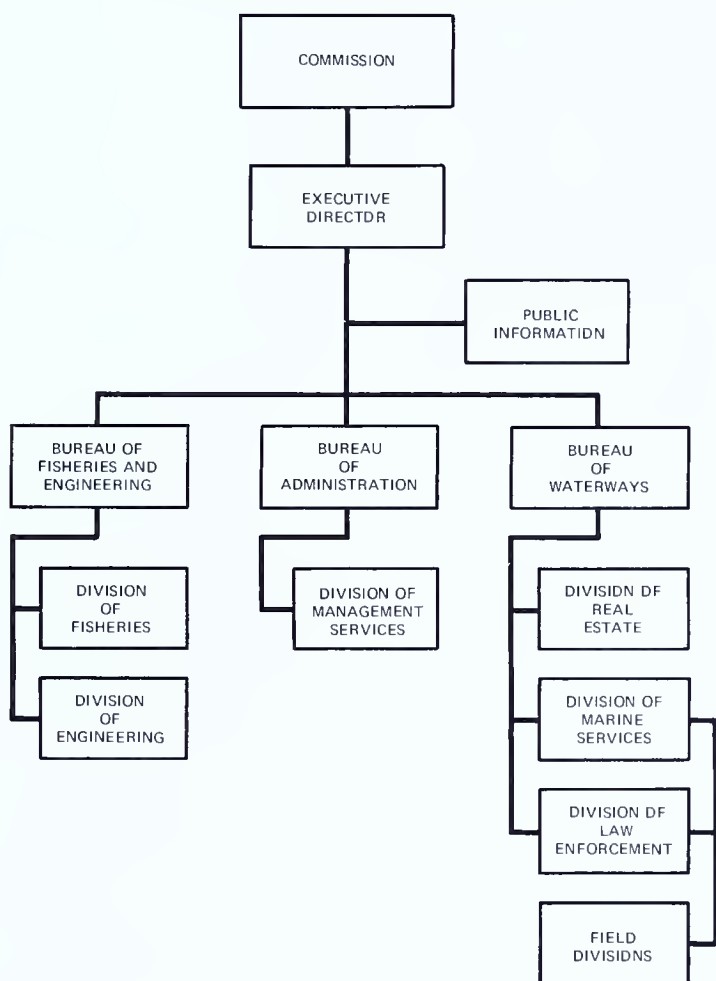 COMMISSION
EXECUTIVE
DIRECTDR
PUBLIC
INFORMATIDN
BUREAU OF
FISHERIES AND
ENGINEERING
BUREAU
OF
ADMINISTRATION
BUREAU
OF
WATERWAYS
DIVISION
OF
FISHERIES
DIVISION
OF
ENGINEERING
DIVISION OF
MANAGEMENT
SERVICES
DIVISIDN DF
REAL
ESTATE
DIVISION OF
MARINE
SERVICES
DIVISION DF
LAW
ENFORCEMENT
FIELD
DIVISIDNS